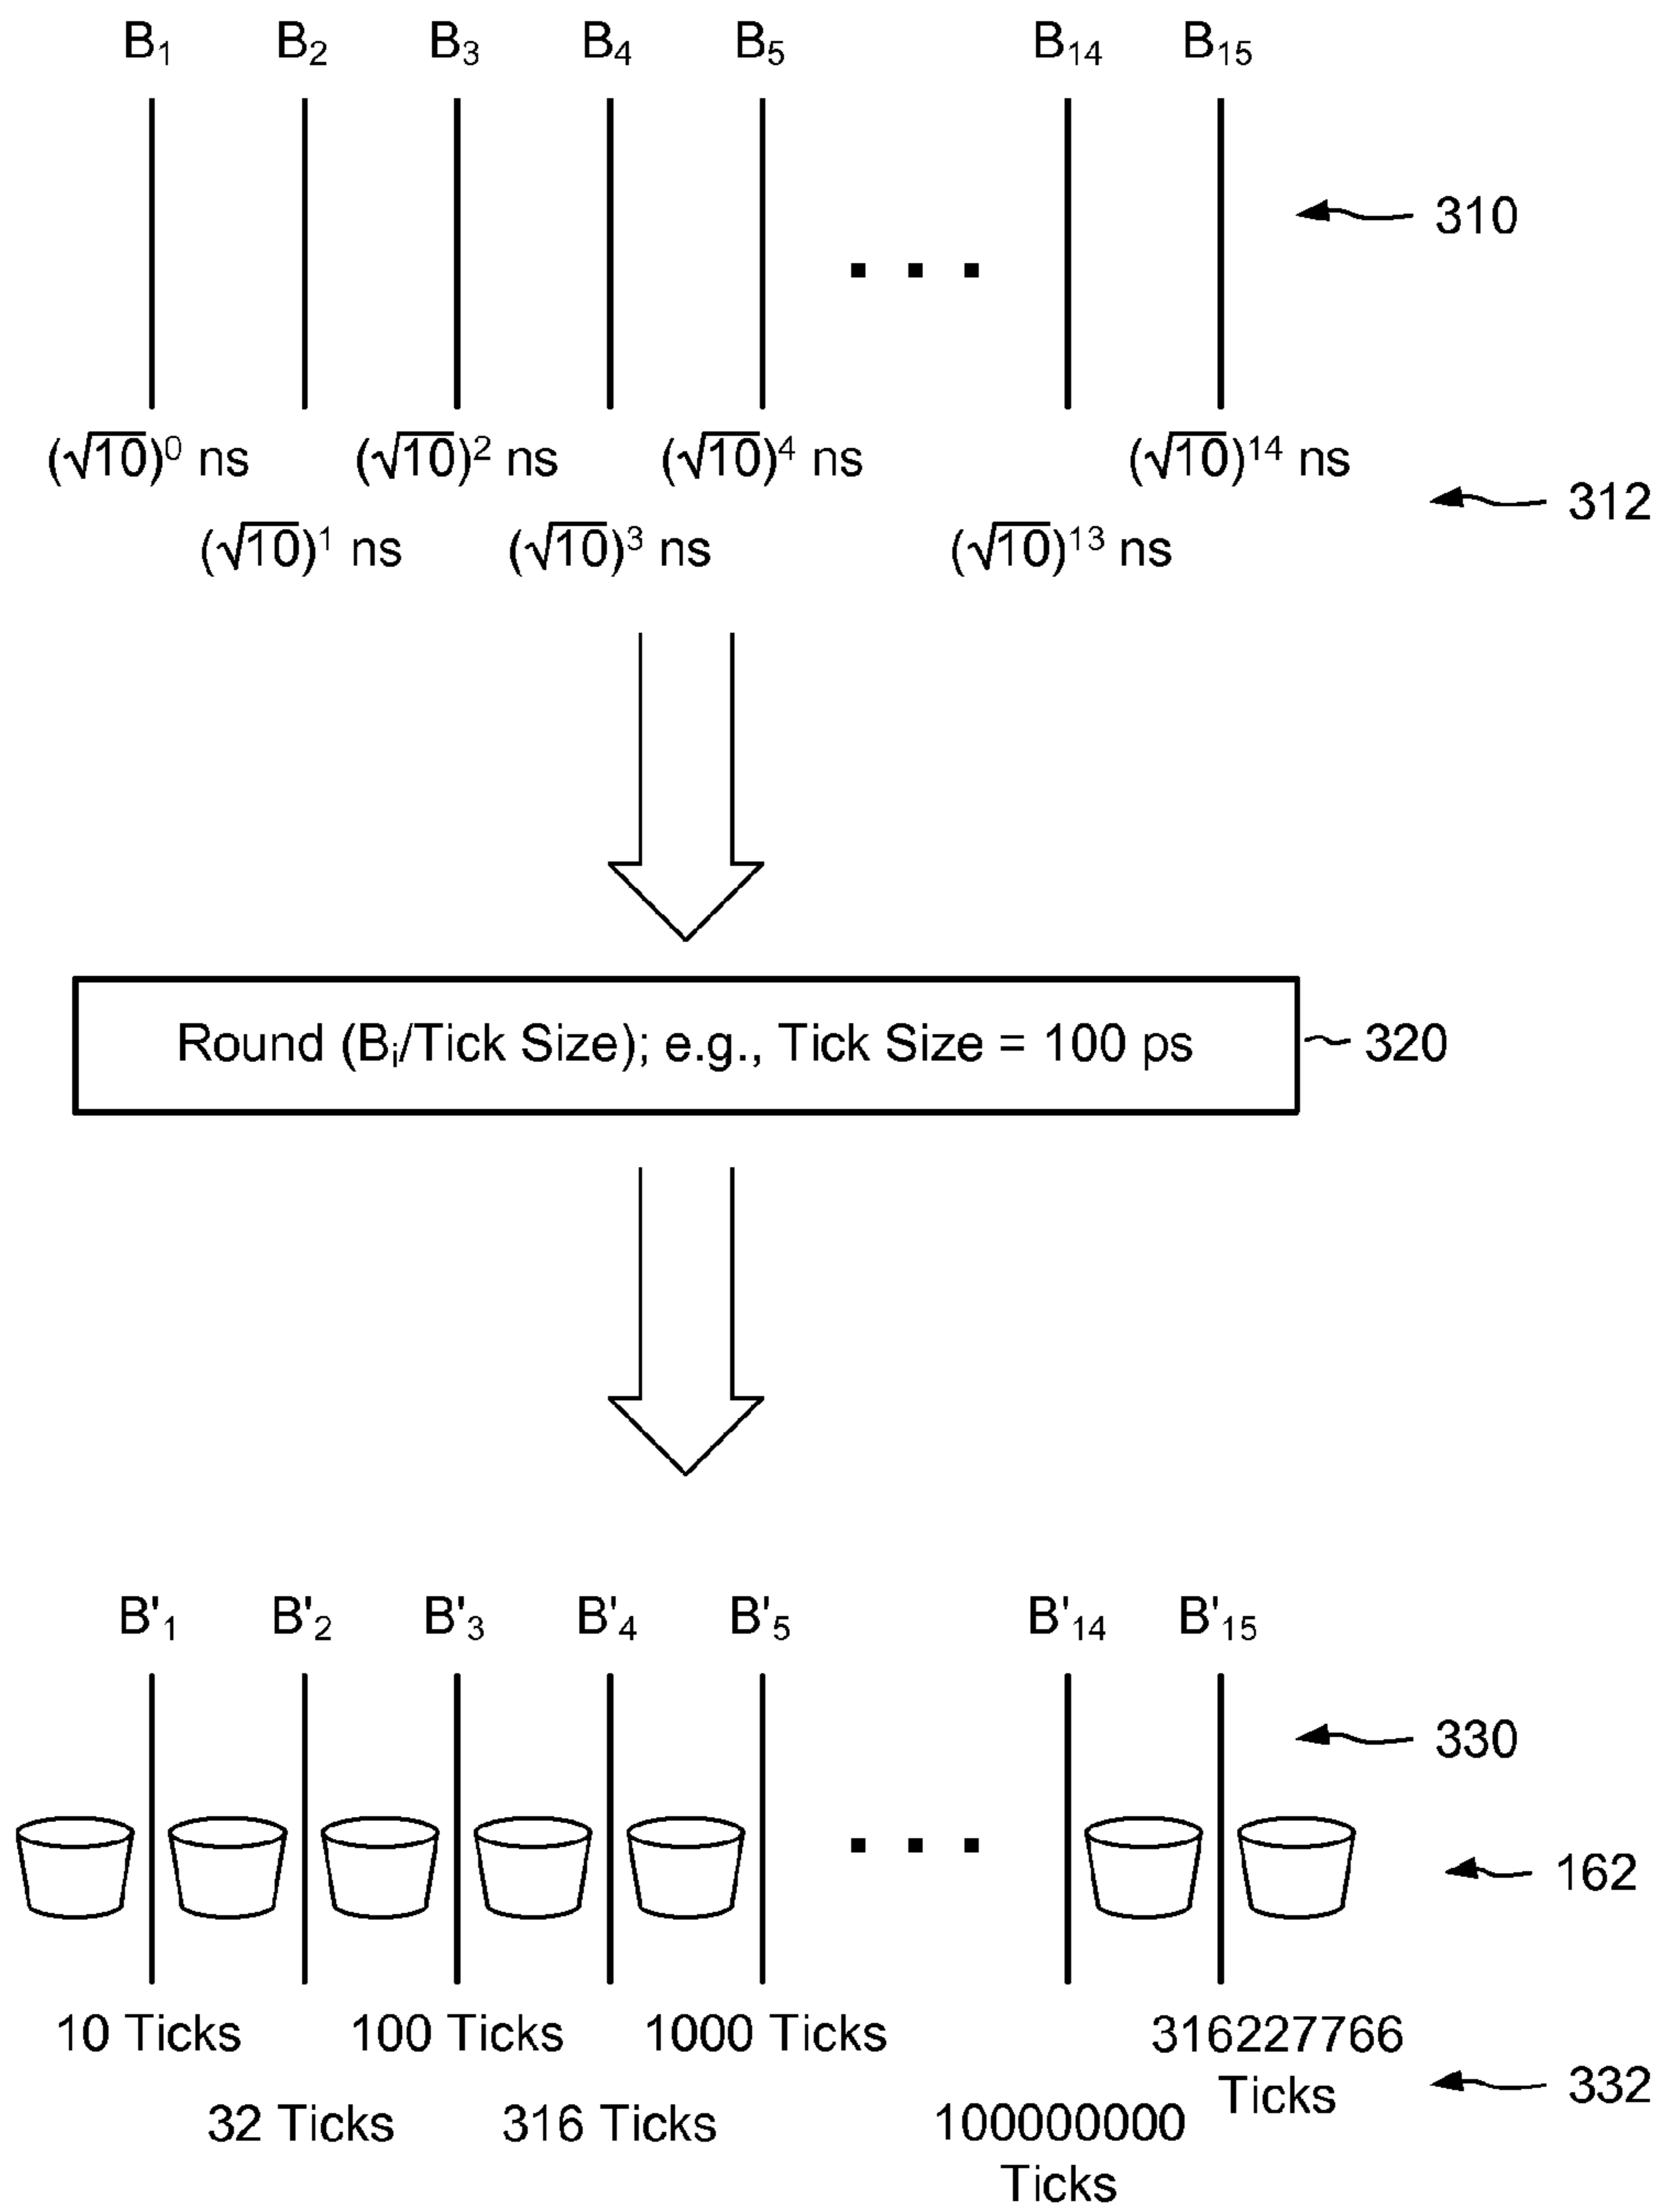 B₁ B₂ B₃ B₄ B₅ B₁₄ B₁₅
310
(√10)⁰ ns (√10)² ns (√10)⁴ ns (√10)¹⁴ ns
312
(√10)¹ ns (√10)³ ns (√10)¹³ ns
Round (Bᵢ/Tick Size); e.g., Tick Size = 100 ps
320
B'₁ B'₂ B'₃ B'₄ B'₅ B'₁₄ B'₁₅
330
162
10 Ticks 100 Ticks 1000 Ticks 316227766
Ticks
332
32 Ticks 316 Ticks 100000000
Ticks